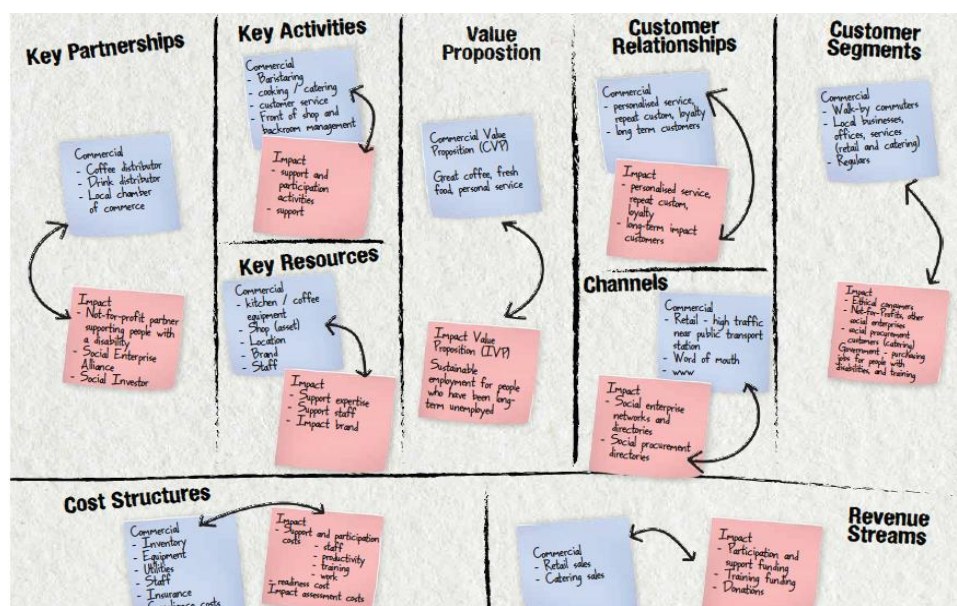 Key Partnerships
Commercial
- Coffee distributor
- Drink distributor
- Local chamber
of commerce
Impact
- Not-for-profit partner
supporting people with
a disability
- Social Enterprise
Alliance
- Social Investor
Key Activities
Commercial
- Baristaring
- cooking / catering
- customer service
- Front of shop and
backroom management
Impact
- support and
participation
activities
- support
Key Resources
Commercial
- kitchen / coffee
equipment
- Shop (asset)
- Location
- Brand
- Staff
Impact
- Support expertise
- Support staff
- Impact brand
Value
Propostion
Commercial Value
Proposition (CVP)
Great coffee, fresh
food, personal service
Impact Value
Proposition (IVP)
Sustainable
employment for people
who have been long-
term unemployed
Customer
Relationships
Commercial
- personalised service,
repeat custom, loyalty
- long term customers
Impact
- personalised service,
repeat custom,
loyalty
- long-term impact
customers
Channels
Commercial
- Retail - high traffic
near public transport
station
- Word of mouth
- www
Impact
- Social enterprise
networks and
directories
- Social procurement
directories
Customer
Segments
Commercial
- Walk-by commuters
- Local businesses,
offices, services
(retail and catering)
- Regulars
Impact
- Ethical consumers
- Not-for-Profits, other
social enterprises
- social procurement
customers (catering)
Government - purchasing
jobs for people with
disabilities, and training
Cost Structures
Commercial
- Inventory
- Equipment
- Utilities
- Staff
- Insurance
- Compliance costs
Impact
- Support and participation
costs - staff
- productivity
- training
- work
- readiness cost
Impact assessment costs
Revenue
Streams
Commercial
- Retail sales
- Catering sales
Impact
- Participation and
support funding
- Training funding
- Donations